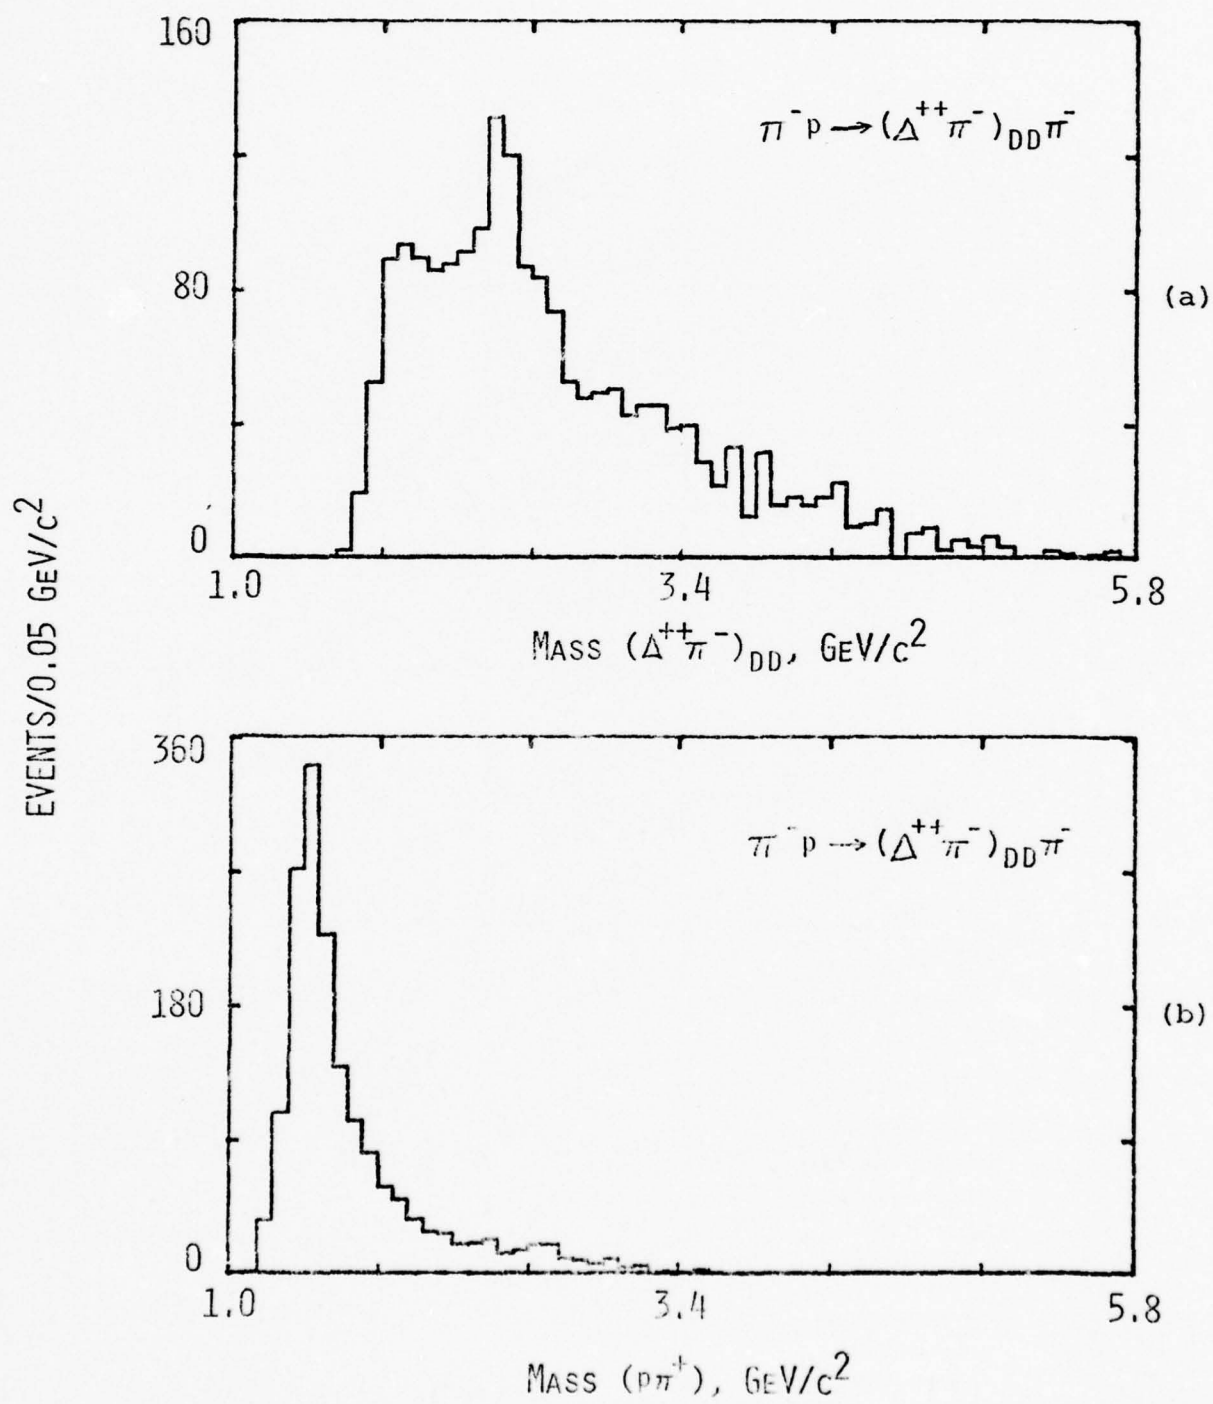 160
π⁻p → (Δ⁺⁺π⁻)DDπ⁻
80
(a)
0
1.0 3.4 5.8
MASS (Δ⁺⁺π⁻)DD, GEV/c²
EVENTS/0.05 GEV/c²
360
π⁻p → (Δ⁺⁺π⁻)DDπ⁻
180
(b)
0
1.0 3.4 5.8
MASS (pπ⁺), GEV/c²